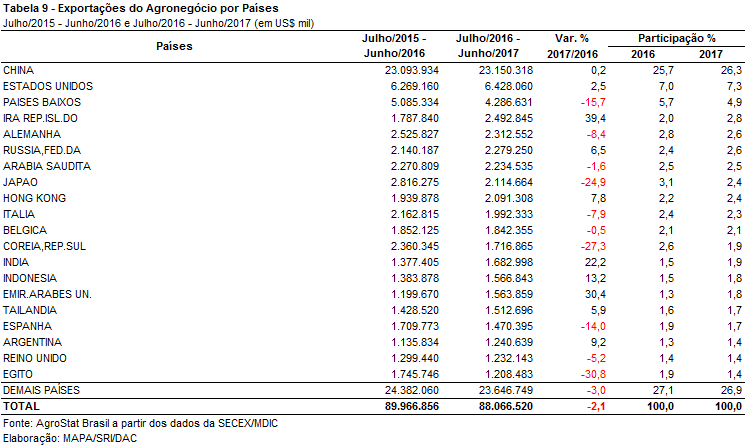 Tabela 9 - Exportações do Agronegócio por Países
Julho/2015 - Junho/2016 e Julho/2016 - Junho/2017 (em US$ mil)
Países Julho/2015 - Junho/2016 Julho/2016 - Junho/2017 Var. % 2017/2016 Participação % 2016 2017
CHINA 23.093.934 23.150.318 0,2 25,7 26,3
ESTADOS UNIDOS 6.269.160 6.428.060 2,5 7,0 7,3
PAISES BAIXOS 5.085.334 4.286.631 -15,7 5,7 4,9
IRA REP.ISL.DO 1.787.840 2.492.845 39,4 2,0 2,8
ALEMANHA 2.525.827 2.312.552 -8,4 2,8 2,6
RUSSIA,FED.DA 2.140.187 2.279.250 6,5 2,4 2,6
ARABIA SAUDITA 2.270.809 2.234.535 -1,6 2,5 2,5
JAPAO 2.816.275 2.114.664 -24,9 3,1 2,4
HONG KONG 1.939.878 2.091.308 7,8 2,2 2,4
ITALIA 2.162.815 1.992.333 -7,9 2,4 2,3
BELGICA 1.852.125 1.842.355 -0,5 2,1 2,1
COREIA,REP.SUL 2.360.345 1.716.865 -27,3 2,6 1,9
INDIA 1.377.405 1.682.998 22,2 1,5 1,9
INDONESIA 1.383.878 1.566.843 13,2 1,5 1,8
EMIR.ARABES UN. 1.199.670 1.563.859 30,4 1,3 1,8
TAILANDIA 1.428.520 1.512.696 5,9 1,6 1,7
ESPANHA 1.709.773 1.470.395 -14,0 1,9 1,7
ARGENTINA 1.135.834 1.240.639 9,2 1,3 1,4
REINO UNIDO 1.299.440 1.232.143 -5,2 1,4 1,4
EGITO 1.745.746 1.208.483 -30,8 1,9 1,4
DEMAIS PAÍSES 24.382.060 23.646.749 -3,0 27,1 26,9
TOTAL 89.966.856 88.066.520 -2,1 100,0 100,0
Fonte: AgroStat Brasil a partir dos dados da SECEX/MDIC
Elaboração: MAPA/SRI/DAC